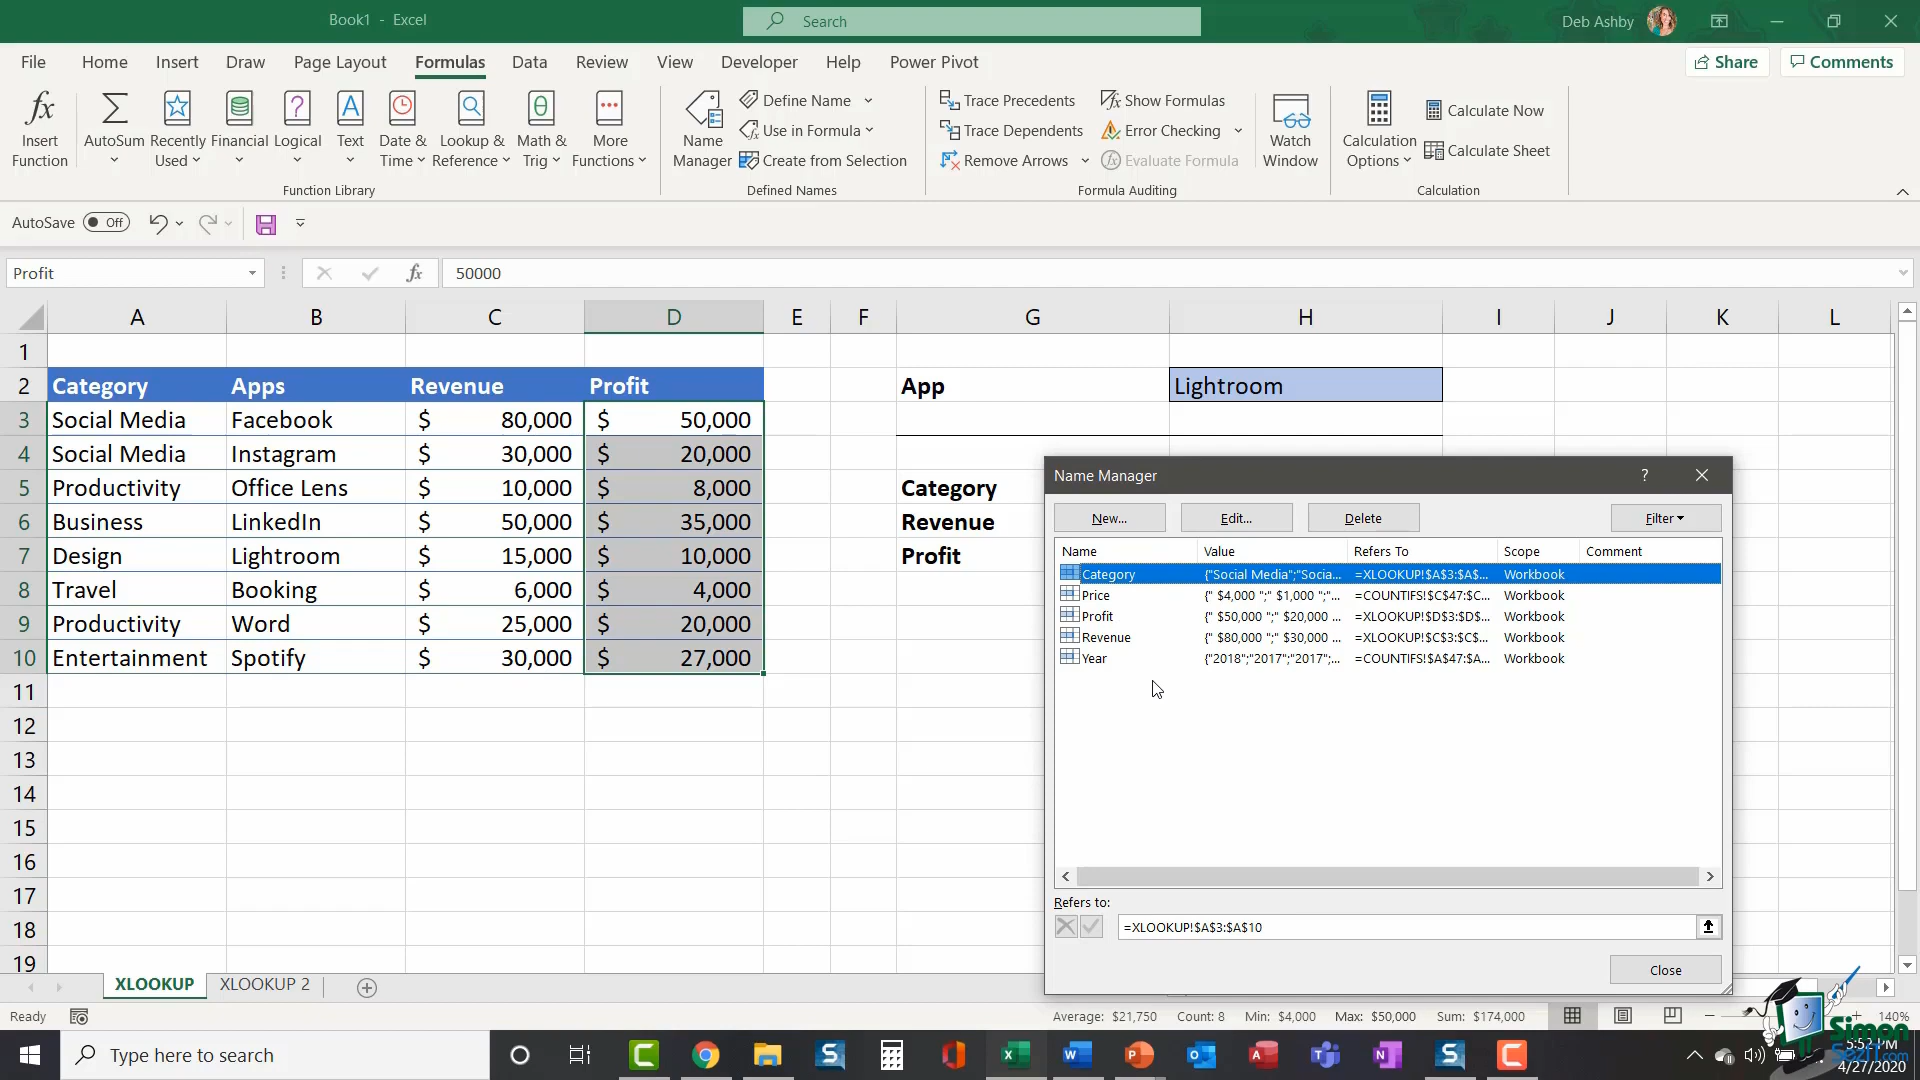 Book1 - Excel
Search
Deb Ashby
File Home Insert Draw Page Layout Formulas Data Review View Developer Help Power Pivot
Share
Comments
Insert Function
AutoSum
Recently Used
Financial
Logical
Text
Date & Time
Lookup & Reference
Math & Trig
More Functions
Function Library
Name Manager
Define Name
Use in Formula
Create from Selection
Defined Names
Trace Precedents
Trace Dependents
Remove Arrows
Show Formulas
Error Checking
Evaluate Formula
Formula Auditing
Watch Window
Calculation Options
Calculate Now
Calculate Sheet
Calculation
AutoSave Off
Profit
fx
50000
A B C D E F G H I J K L
1
2 Category Apps Revenue Profit App Lightroom
3 Social Media Facebook $ 80,000 $ 50,000
4 Social Media Instagram $ 30,000 $ 20,000
5 Productivity Office Lens $ 10,000 $ 8,000 Category
6 Business LinkedIn $ 50,000 $ 35,000 Revenue
7 Design Lightroom $ 15,000 $ 10,000 Profit
8 Travel Booking $ 6,000 $ 4,000
9 Productivity Word $ 25,000 $ 20,000
10 Entertainment Spotify $ 30,000 $ 27,000
11
12
13
14
15
16
17
18
19
Name Manager ?
New... Edit... Delete Filter
Name Value Refers To Scope Comment
Category {"Social Media";"Socia... =XLOOKUP!$A$3:$A$... Workbook
Price {" $4,000 ";" $1,000 ";"... =COUNTIFS!$C$47:$C... Workbook
Profit {" $50,000 ";" $20,000 ... =XLOOKUP!$D$3:$D$... Workbook
Revenue {" $80,000 ";" $30,000 ... =XLOOKUP!$C$3:$C$... Workbook
Year {"2018";"2017";"2017";... =COUNTIFS!$A$47:$A... Workbook
Refers to:
=XLOOKUP!$A$3:$A$10
Close
XLOOKUP XLOOKUP 2
Ready
Average: $21,750 Count: 8 Min: $4,000 Max: $50,000 Sum: $174,000
140%
Type here to search
Simon
SezIT.com
5:52 PM
4/27/2020